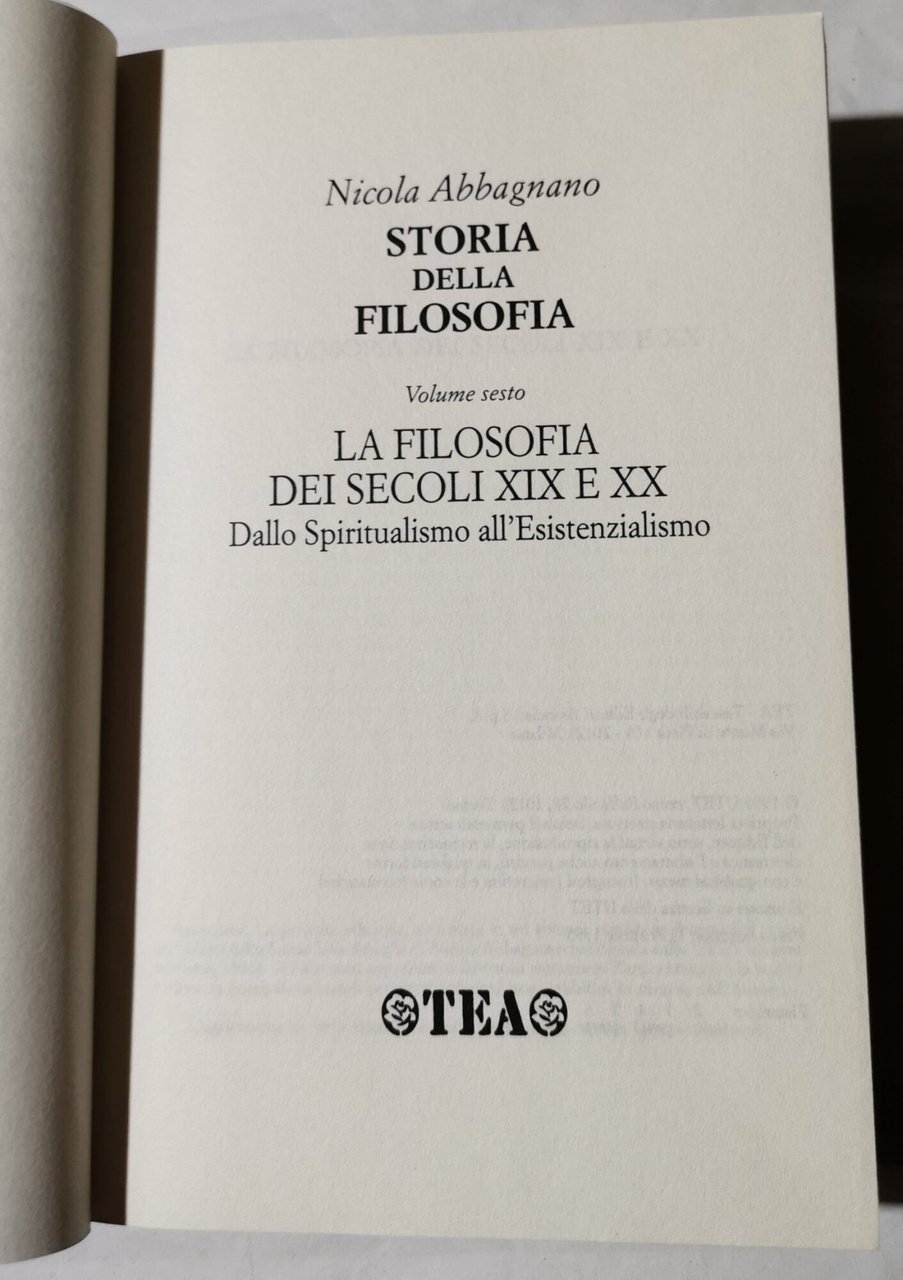 Nicola Abbagnano
STORIA
DELLA
FILOSOFIA
Volume sesto
LA FILOSOFIA
DEI SECOLI XIX E XX
Dallo Spiritualismo all'Esistenzialismo
TEA